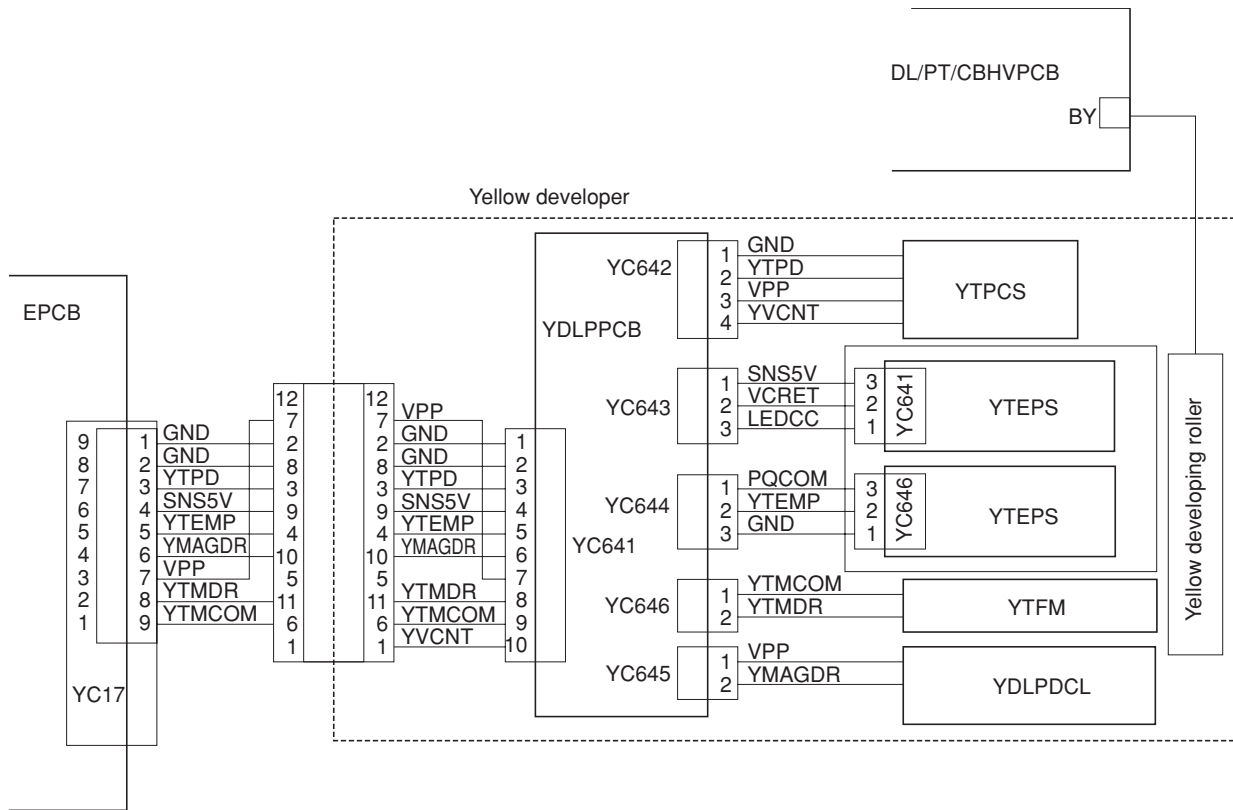 DL/PT/CBHVPCB
BY
Yellow developer
EPCB
YC17
9
8
7
6
5
4
3
2
1
1 GND
2 GND
3 YTPD
4 SNS5V
5 YTEMP
6 YMAGDR
7 VPP
8 YTMDR
9 YTMCOM
12
7
2
8
3
9
4
10
5
11
6
1
12
7 VPP
2 GND
8 GND
3 YTPD
9 SNS5V
4 YTEMP
10 YMAGDR
5
11 YTMDR
6 YTMCOM
1 YVCNT
1
2
3
4
5
6
7
8
9
10
YC641
YDLPPCB
YC642
1 GND
2 YTPD
3 VPP
4 YVCNT
YTPCS
YC643
1 SNS5V
2 VCRET
3 LEDCC
3
2
1
YC641
YTEPS
YC644
1 PQCOM
2 YTEMP
3 GND
3
2
1
YC646
YTEPS
YC646
1 YTMCOM
2 YTMDR
YTFM
YC645
1 VPP
2 YMAGDR
YDLPDCL
Yellow developing roller